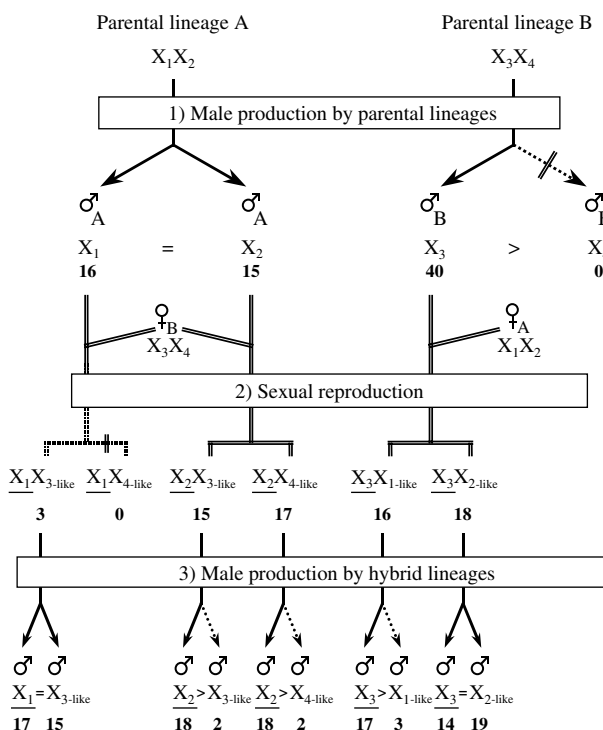 Parental lineage A Parental lineage B
X₁X₂ X₃X₄
1) Male production by parental lineages
♂A ♂A ♂B
X₁ = X₂ X₃ > X
16 15 40 0
♀B ♀A
X₃X₄ X₁X₂
2) Sexual reproduction
X₁X₃₋like X₁X₄₋like X₂X₃₋like X₂X₄₋like X₃X₁₋like X₃X₂₋like
3 0 15 17 16 18
3) Male production by hybrid lineages
♂ ♂ ♂ ♂ ♂ ♂ ♂ ♂ ♂ ♂
X₁=X₃₋like X₂>X₃₋like X₂>X₄₋like X₃>X₁₋like X₃=X₂₋like
17 15 18 2 18 2 17 3 14 19